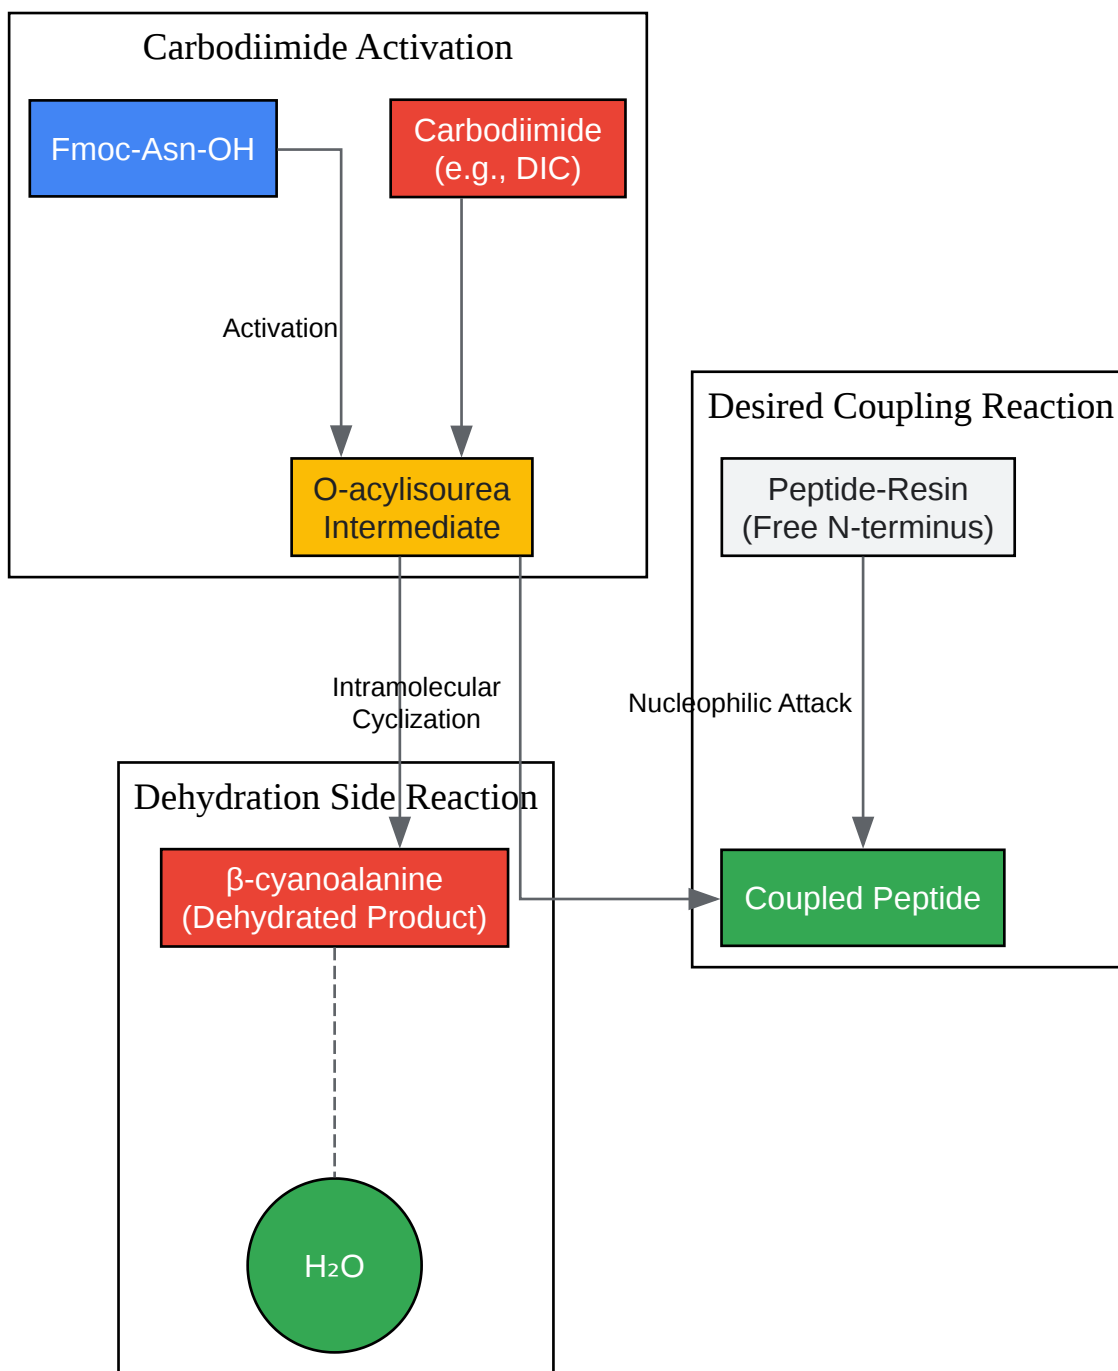 Carbodiimide Activation
Fmoc-Asn-OH
Carbodiimide
(e.g., DIC)
Activation
O-acylisourea
Intermediate
Desired Coupling Reaction
Peptide-Resin
(Free N-terminus)
Intramolecular
Cyclization
Nucleophilic Attack
Dehydration Side Reaction
β-cyanoalanine
(Dehydrated Product)
Coupled Peptide
H₂O